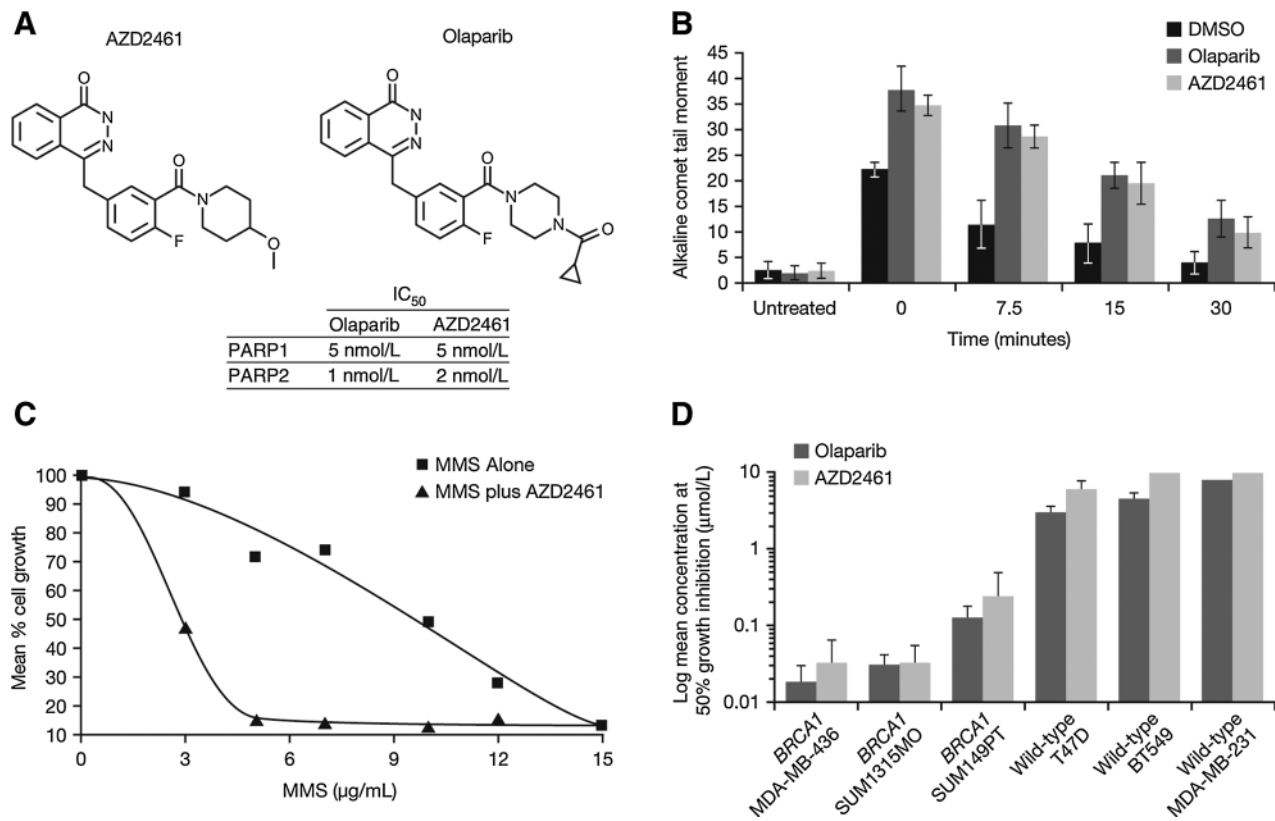 A
AZD2461
Olaparib
O
N
N
O
N
F
O
O
N
N
O
N
F
N
O
IC50
Olaparib AZD2461
PARP1 5 nmol/L 5 nmol/L
PARP2 1 nmol/L 2 nmol/L
B
DMSO
Olaparib
AZD2461
Alkaline comet tail moment
45
40
35
30
25
20
15
10
5
0
Untreated 0 7.5 15 30
Time (minutes)
C
MMS Alone
MMS plus AZD2461
Mean % cell growth
100
90
80
70
60
50
40
30
20
10
0 3 6 9 12 15
MMS (µg/mL)
D
Olaparib
AZD2461
Log mean concentration at
50% growth inhibition (µmol/L)
10
1
0.1
0.01
BRCA1
MDA-MB-436
BRCA1
SUM1315MO
BRCA1
SUM149PT
Wild-type
T47D
Wild-type
BT549
Wild-type
MDA-MB-231